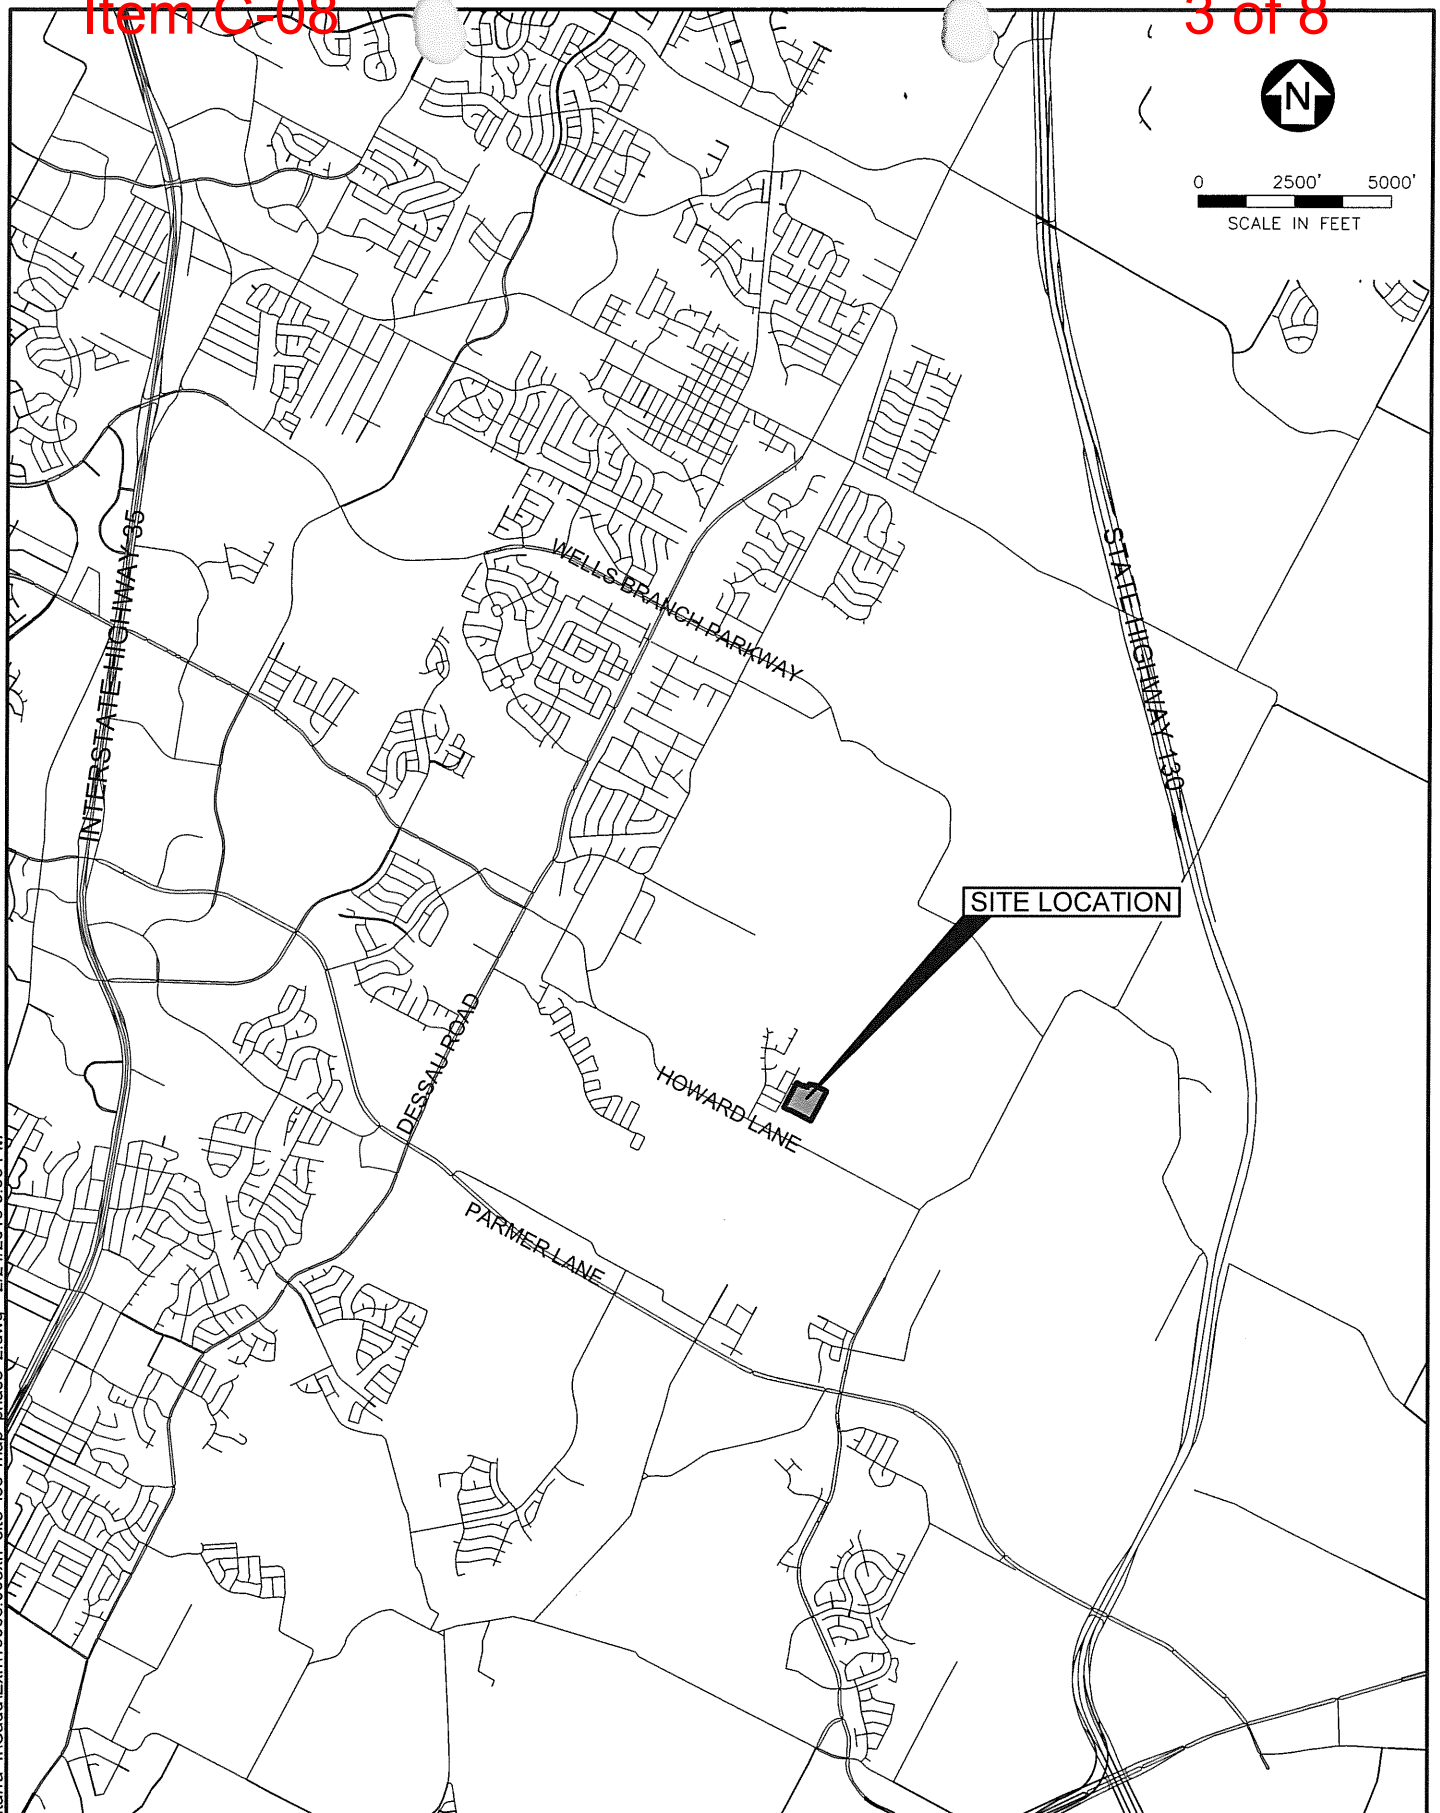 Item C-08
3 of 8
N
0 2500' 5000'
SCALE IN FEET
INTERSTATE HIGHWAY 35
WELLS BRANCH PARKWAY
STATE HIGHWAY 130
SITE LOCATION
DESSAU ROAD
HOWARD LANE
PARMER LANE